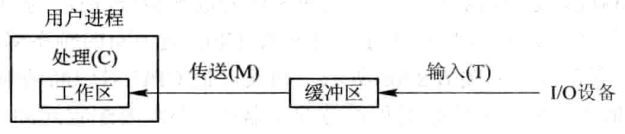 用户进程
处理(C)
工作区
传送(M)
缓冲区
输入(T)
I/O设备